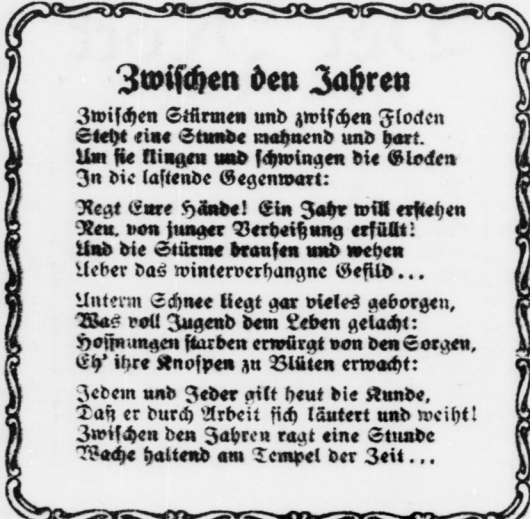 Zwischen den Jahren
Zwischen Stürmen und zwischen Flocken
Steht eine Stunde mahnend und hart.
Um sie klingen und schwingen die Glocken
In die lastende Gegenwart:
Regt Eure Hände! Ein Jahr will erstehen
Neu, von junger Verheißung erfüllt!
Und die Stürme brausen und wehen
Ueber das winterverhangne Gefild ...
Unterm Schnee liegt gar vieles geborgen,
Was voll Jugend dem Leben gelacht:
Hoffnungen starben erwürgt von den Sorgen,
Eh' ihre Knospen zu Blüten erwacht:
Jedem und Jeder gilt heut die Kunde,
Daß er durch Arbeit sich läutert und weiht!
Zwischen den Jahren ragt eine Stunde
Wache haltend am Tempel der Zeit ...